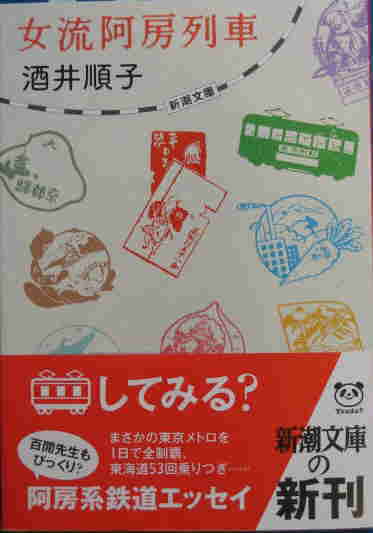 女流阿房列車
酒井順子
新潮文庫
してみる?
百閒先生も
びっくり?
まさかの東京メトロを
1日で全制覇、
東海道53回乗りつぎ……
阿房系鉄道エッセイ
Yonda?
新潮文庫
の
新刊